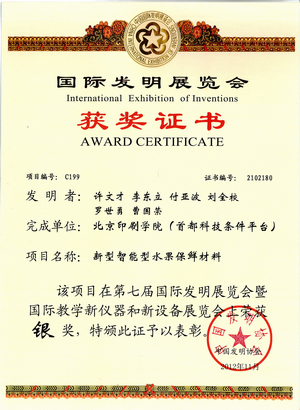 国际发明展览会
International Exhibition of Inventions
获奖证书
AWARD CERTIFICATE
项目编号: C199 证书编号: 2102180
发明者: 许文才 李东立 付亚波 刘全校
罗世勇 曹国荣
完成单位: 北京印刷学院（首都科技条件平台）
项目名称: 新型智能型水果保鲜材料
该项目在第七届国际发明展览会暨
国际教学新仪器和新设备展览会上荣获
银 奖，特颁此证予以表彰。
中国发明协会
2012年11月